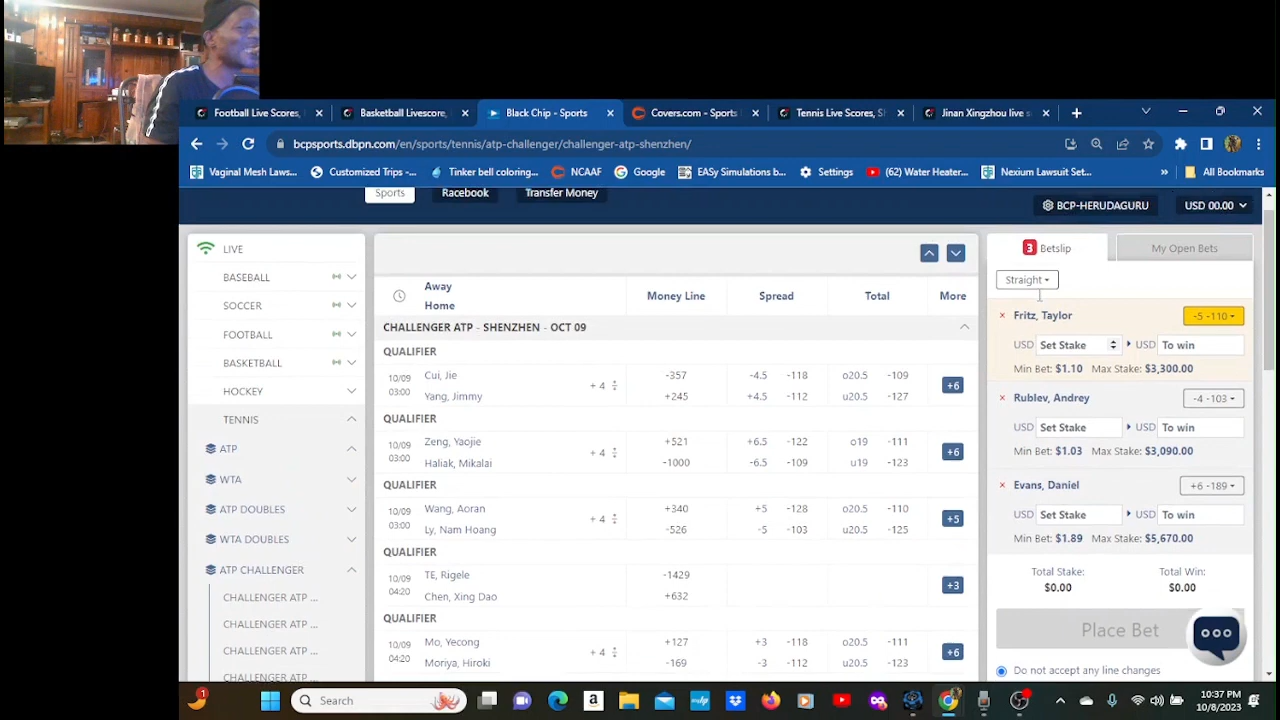 Football Live Scores,
Basketball Livescore,
Black Chip - Sports
Covers.com - Sports
Tennis Live Scores, S
Jinan Xingzhou live s
bcpsports.dbpn.com/en/sports/tennis/atp-challenger/challenger-atp-shenzhen/
Vaginal Mesh Laws...
Customized Trips -...
Tinker bell coloring...
NCAAF
Google
EASy Simulations b...
Settings
(62) Water Heater...
Nexium Lawsuit Set...
»
All Bookmarks
Sports
Racebook
Transfer Money
BCP-HERUDAGURU
USD 00.00
LIVE
BASEBALL
SOCCER
FOOTBALL
BASKETBALL
HOCKEY
TENNIS
ATP
WTA
ATP DOUBLES
WTA DOUBLES
ATP CHALLENGER
CHALLENGER ATP ...
CHALLENGER ATP ...
CHALLENGER ATP ...
CHALLENGER ATP ...
Away
Home
Money Line
Spread
Total
More
CHALLENGER ATP - SHENZHEN - OCT 09
QUALIFIER
10/09
03:00
Cui, Jie
Yang, Jimmy
+ 4
-357
+245
-4.5 -118
+4.5 -112
o20.5 -109
u20.5 -127
+6
QUALIFIER
10/09
03:00
Zeng, Yaojie
Haliak, Mikalai
+ 4
+521
-1000
+6.5 -122
-6.5 -109
o19 -111
u19 -123
+6
QUALIFIER
10/09
03:00
Wang, Aoran
Ly, Nam Hoang
+ 4
+340
-526
+5 -128
-5 -103
o20.5 -110
u20.5 -125
+5
QUALIFIER
10/09
04:20
TE, Rigele
Chen, Xing Dao
-1429
+632
+3
QUALIFIER
10/09
04:20
Mo, Yecong
Moriya, Hiroki
+ 4
+127
-169
+3 -118
-3 -112
o20.5 -111
u20.5 -123
+6
3 Betslip
My Open Bets
Straight
Fritz, Taylor
-5 -110
USD Set Stake USD To win
Min Bet: $1.10 Max Stake: $3,300.00
Rublev, Andrey
-4 -103
USD Set Stake USD To win
Min Bet: $1.03 Max Stake: $3,090.00
Evans, Daniel
+6 -189
USD Set Stake USD To win
Min Bet: $1.89 Max Stake: $5,670.00
Total Stake: Total Win:
$0.00 $0.00
Place Bet
Do not accept any line changes
1
Search
10:37 PM
10/8/2023